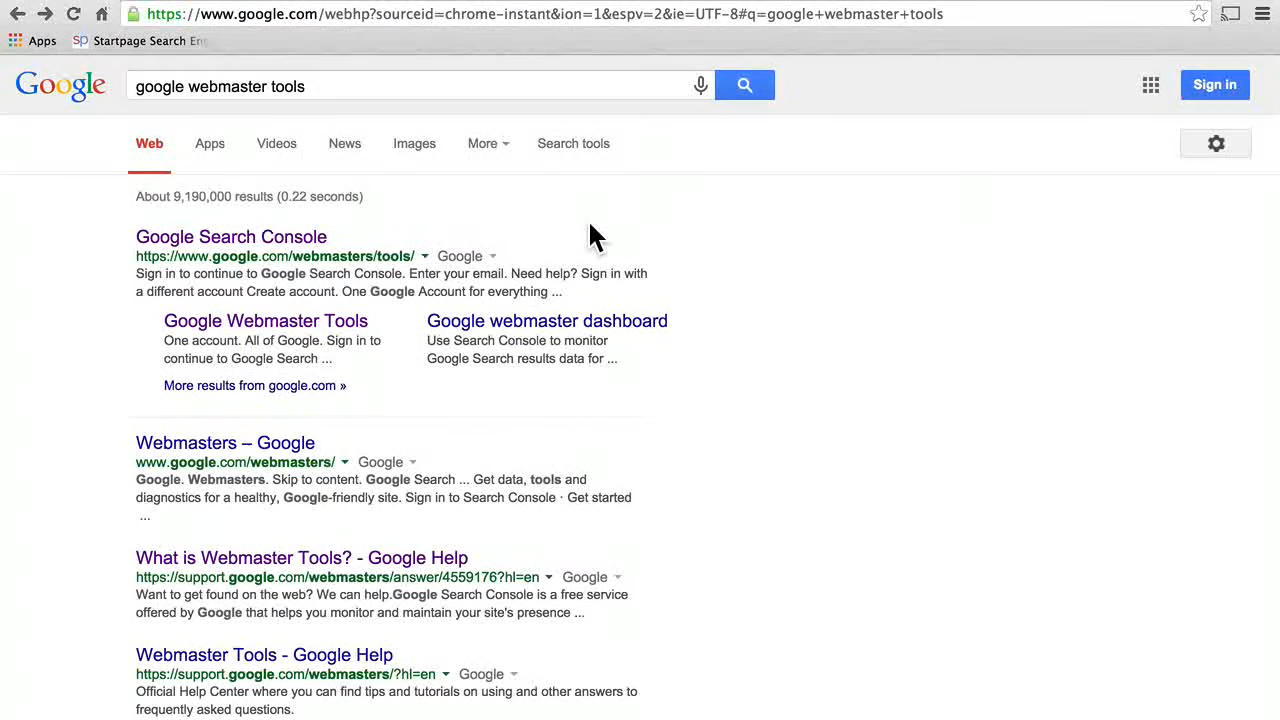 https://www.google.com/webhp?sourceid=chrome-instant&ion=1&espv=2&ie=UTF-8#q=google+webmaster+tools
Apps Startpage Search En
Google google webmaster tools Sign in
Web Apps Videos News Images More Search tools
About 9,190,000 results (0.22 seconds)
Google Search Console
https://www.google.com/webmasters/tools/ Google
Sign in to continue to Google Search Console. Enter your email. Need help? Sign in with
a different account Create account. One Google Account for everything ...
Google Webmaster Tools
One account. All of Google. Sign in to
continue to Google Search ...
Google webmaster dashboard
Use Search Console to monitor
Google Search results data for ...
More results from google.com »
Webmasters – Google
www.google.com/webmasters/ Google
Google. Webmasters. Skip to content. Google Search ... Get data, tools and
diagnostics for a healthy, Google-friendly site. Sign in to Search Console · Get started
...
What is Webmaster Tools? - Google Help
https://support.google.com/webmasters/answer/4559176?hl=en Google
Want to get found on the web? We can help.Google Search Console is a free service
offered by Google that helps you monitor and maintain your site's presence ...
Webmaster Tools - Google Help
https://support.google.com/webmasters/?hl=en Google
Official Help Center where you can find tips and tutorials on using and other answers to
frequently asked questions.